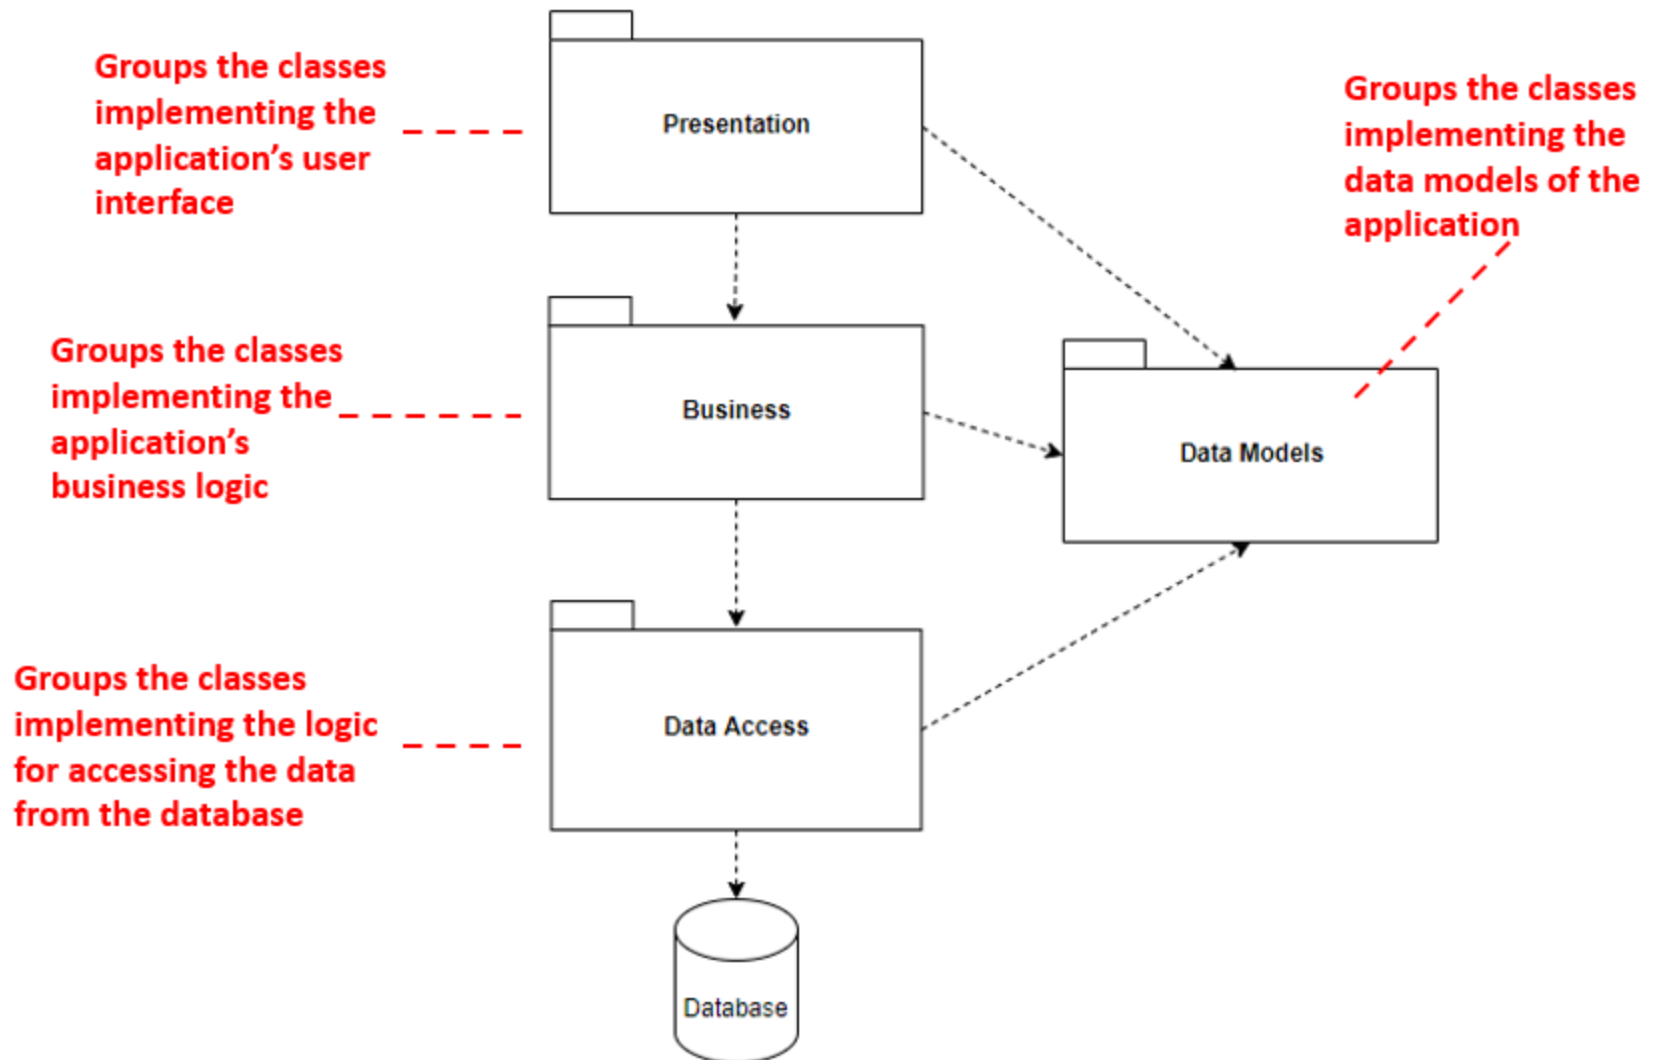 Groups the classes
implementing the
application’s user
interface
Presentation
Groups the classes
implementing the
data models of the
application
Groups the classes
implementing the
application’s
business logic
Business
Data Models
Groups the classes
implementing the logic
for accessing the data
from the database
Data Access
Database